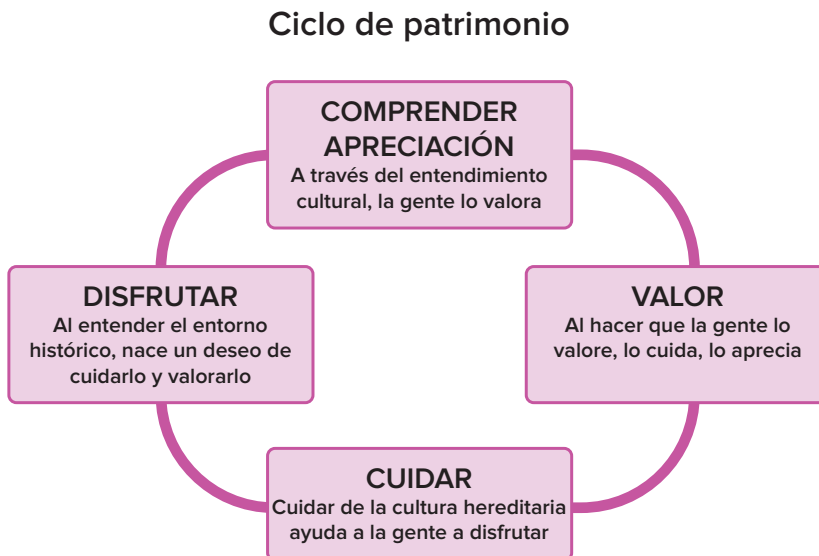 Ciclo de patrimonio
COMPRENDER
APRECIACIÓN
A través del entendimiento
cultural, la gente lo valora
DISFRUTAR
Al entender el entorno
histórico, nace un deseo de
cuidarlo y valorarlo
VALOR
Al hacer que la gente lo
valore, lo cuida, lo aprecia
CUIDAR
Cuidar de la cultura hereditaria
ayuda a la gente a disfrutar